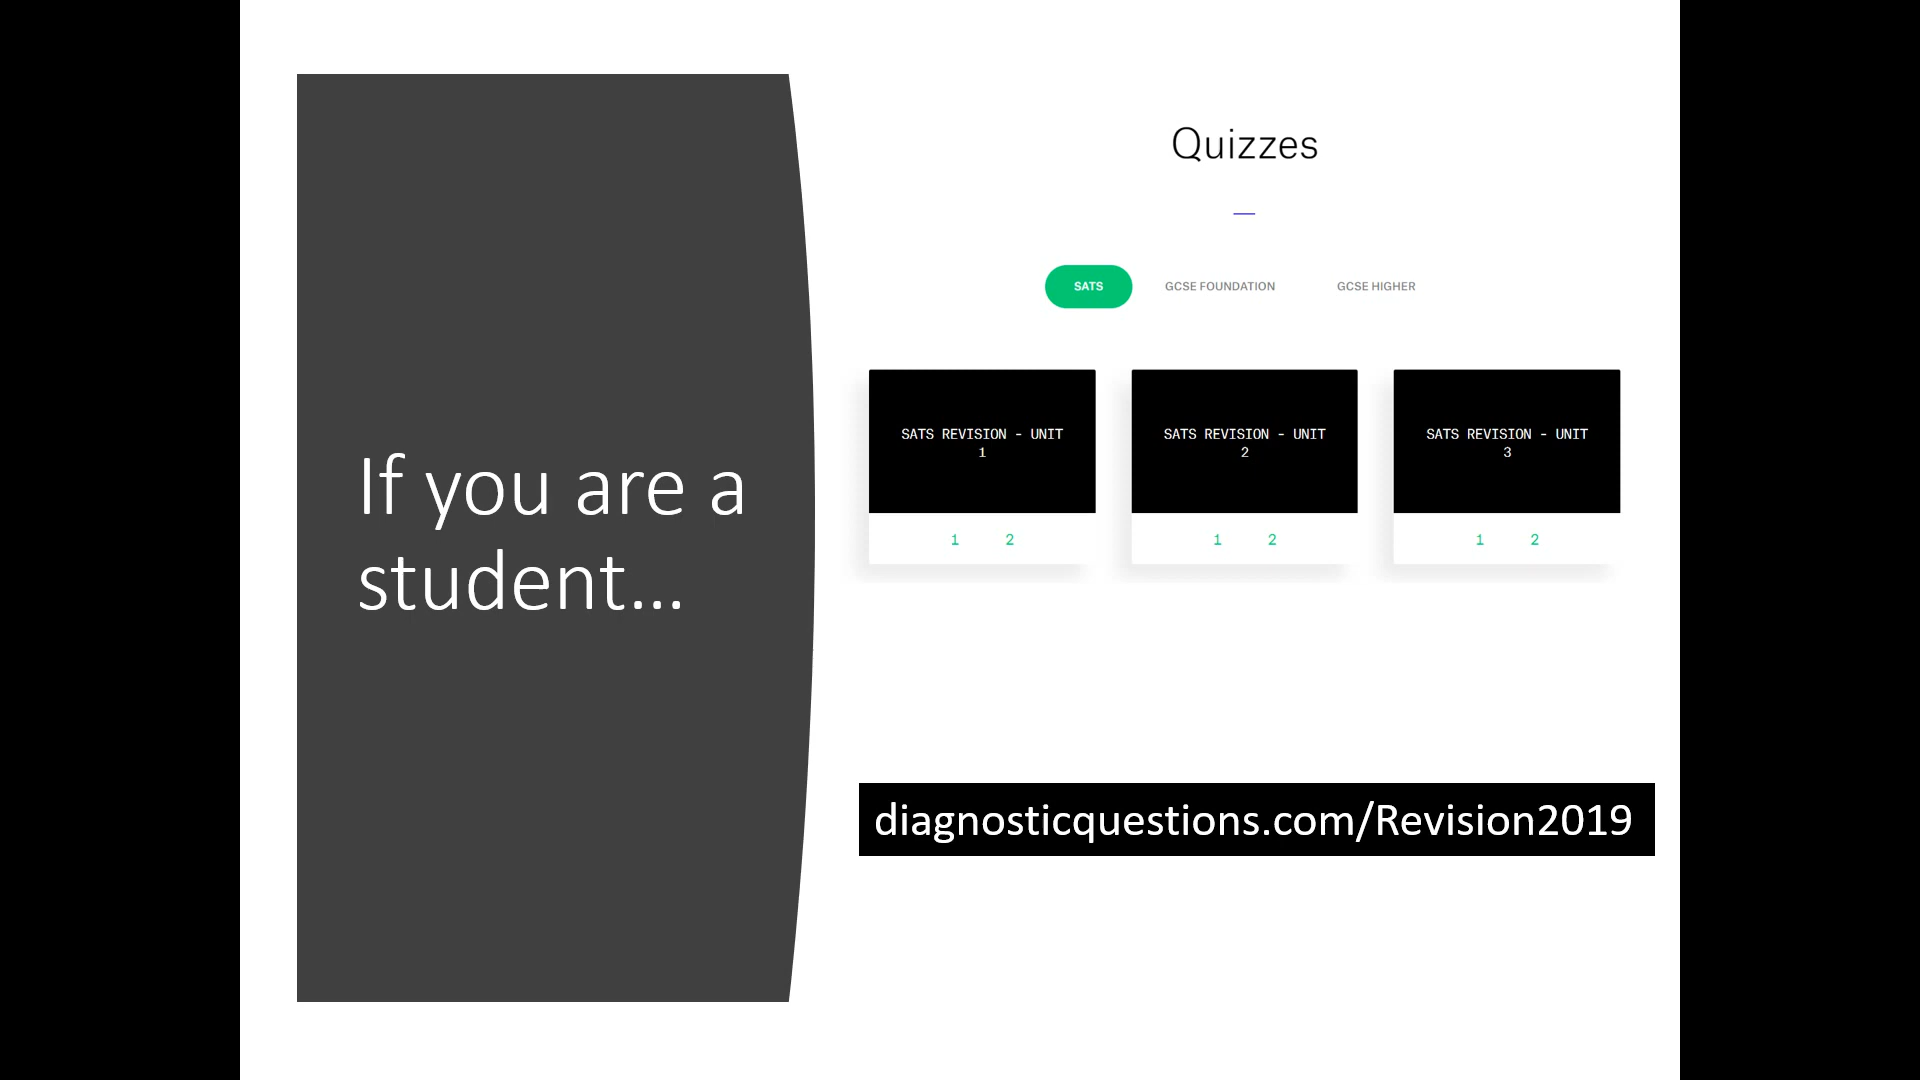 If you are a
student...
Quizzes
SATS
GCSE FOUNDATION
GCSE HIGHER
SATS REVISION - UNIT
1
1 2
SATS REVISION - UNIT
2
1 2
SATS REVISION - UNIT
3
1 2
diagnosticquestions.com/Revision2019